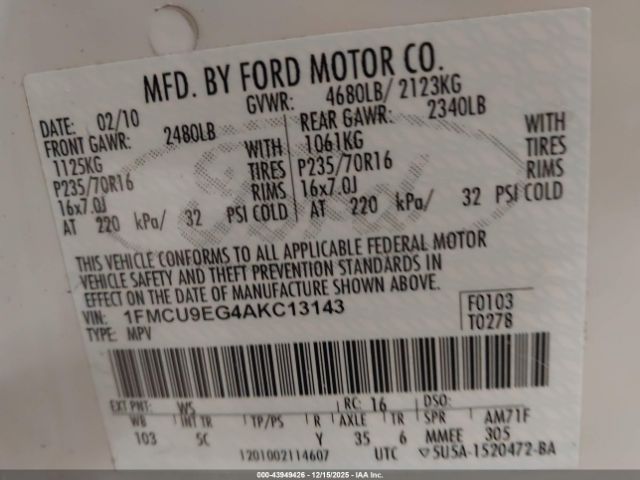 MFD. BY FORD MOTOR CO.
DATE: 02/10 GVWR: 4680LB/ 2123KG
FRONT GAWR: 2480LB REAR GAWR: 2340LB
1125KG WITH 1061KG WITH
P235/70R16 TIRES P235/70R16 TIRES
16x7.0J RIMS 16x7.0J RIMS
AT 220 kPa/ 32 PSI COLD AT 220 kPa/ 32 PSI COLD
THIS VEHICLE CONFORMS TO ALL APPLICABLE FEDERAL MOTOR
VEHICLE SAFETY AND THEFT PREVENTION STANDARDS IN
EFFECT ON THE DATE OF MANUFACTURE SHOWN ABOVE.
VIN: 1FMCU9EG4AKC13143 F0103
TYPE: MPV T0278
EXT PNT: WS RC: 16 DSO:
WB INT TR TP/PS R AXLE TR SPR AM71F
103 5C Y 35 6 MMEE 305
1201002114607 UTC 5U5A-1520472-BA
000-43949426 - 12/15/2025 - IAAI.CA